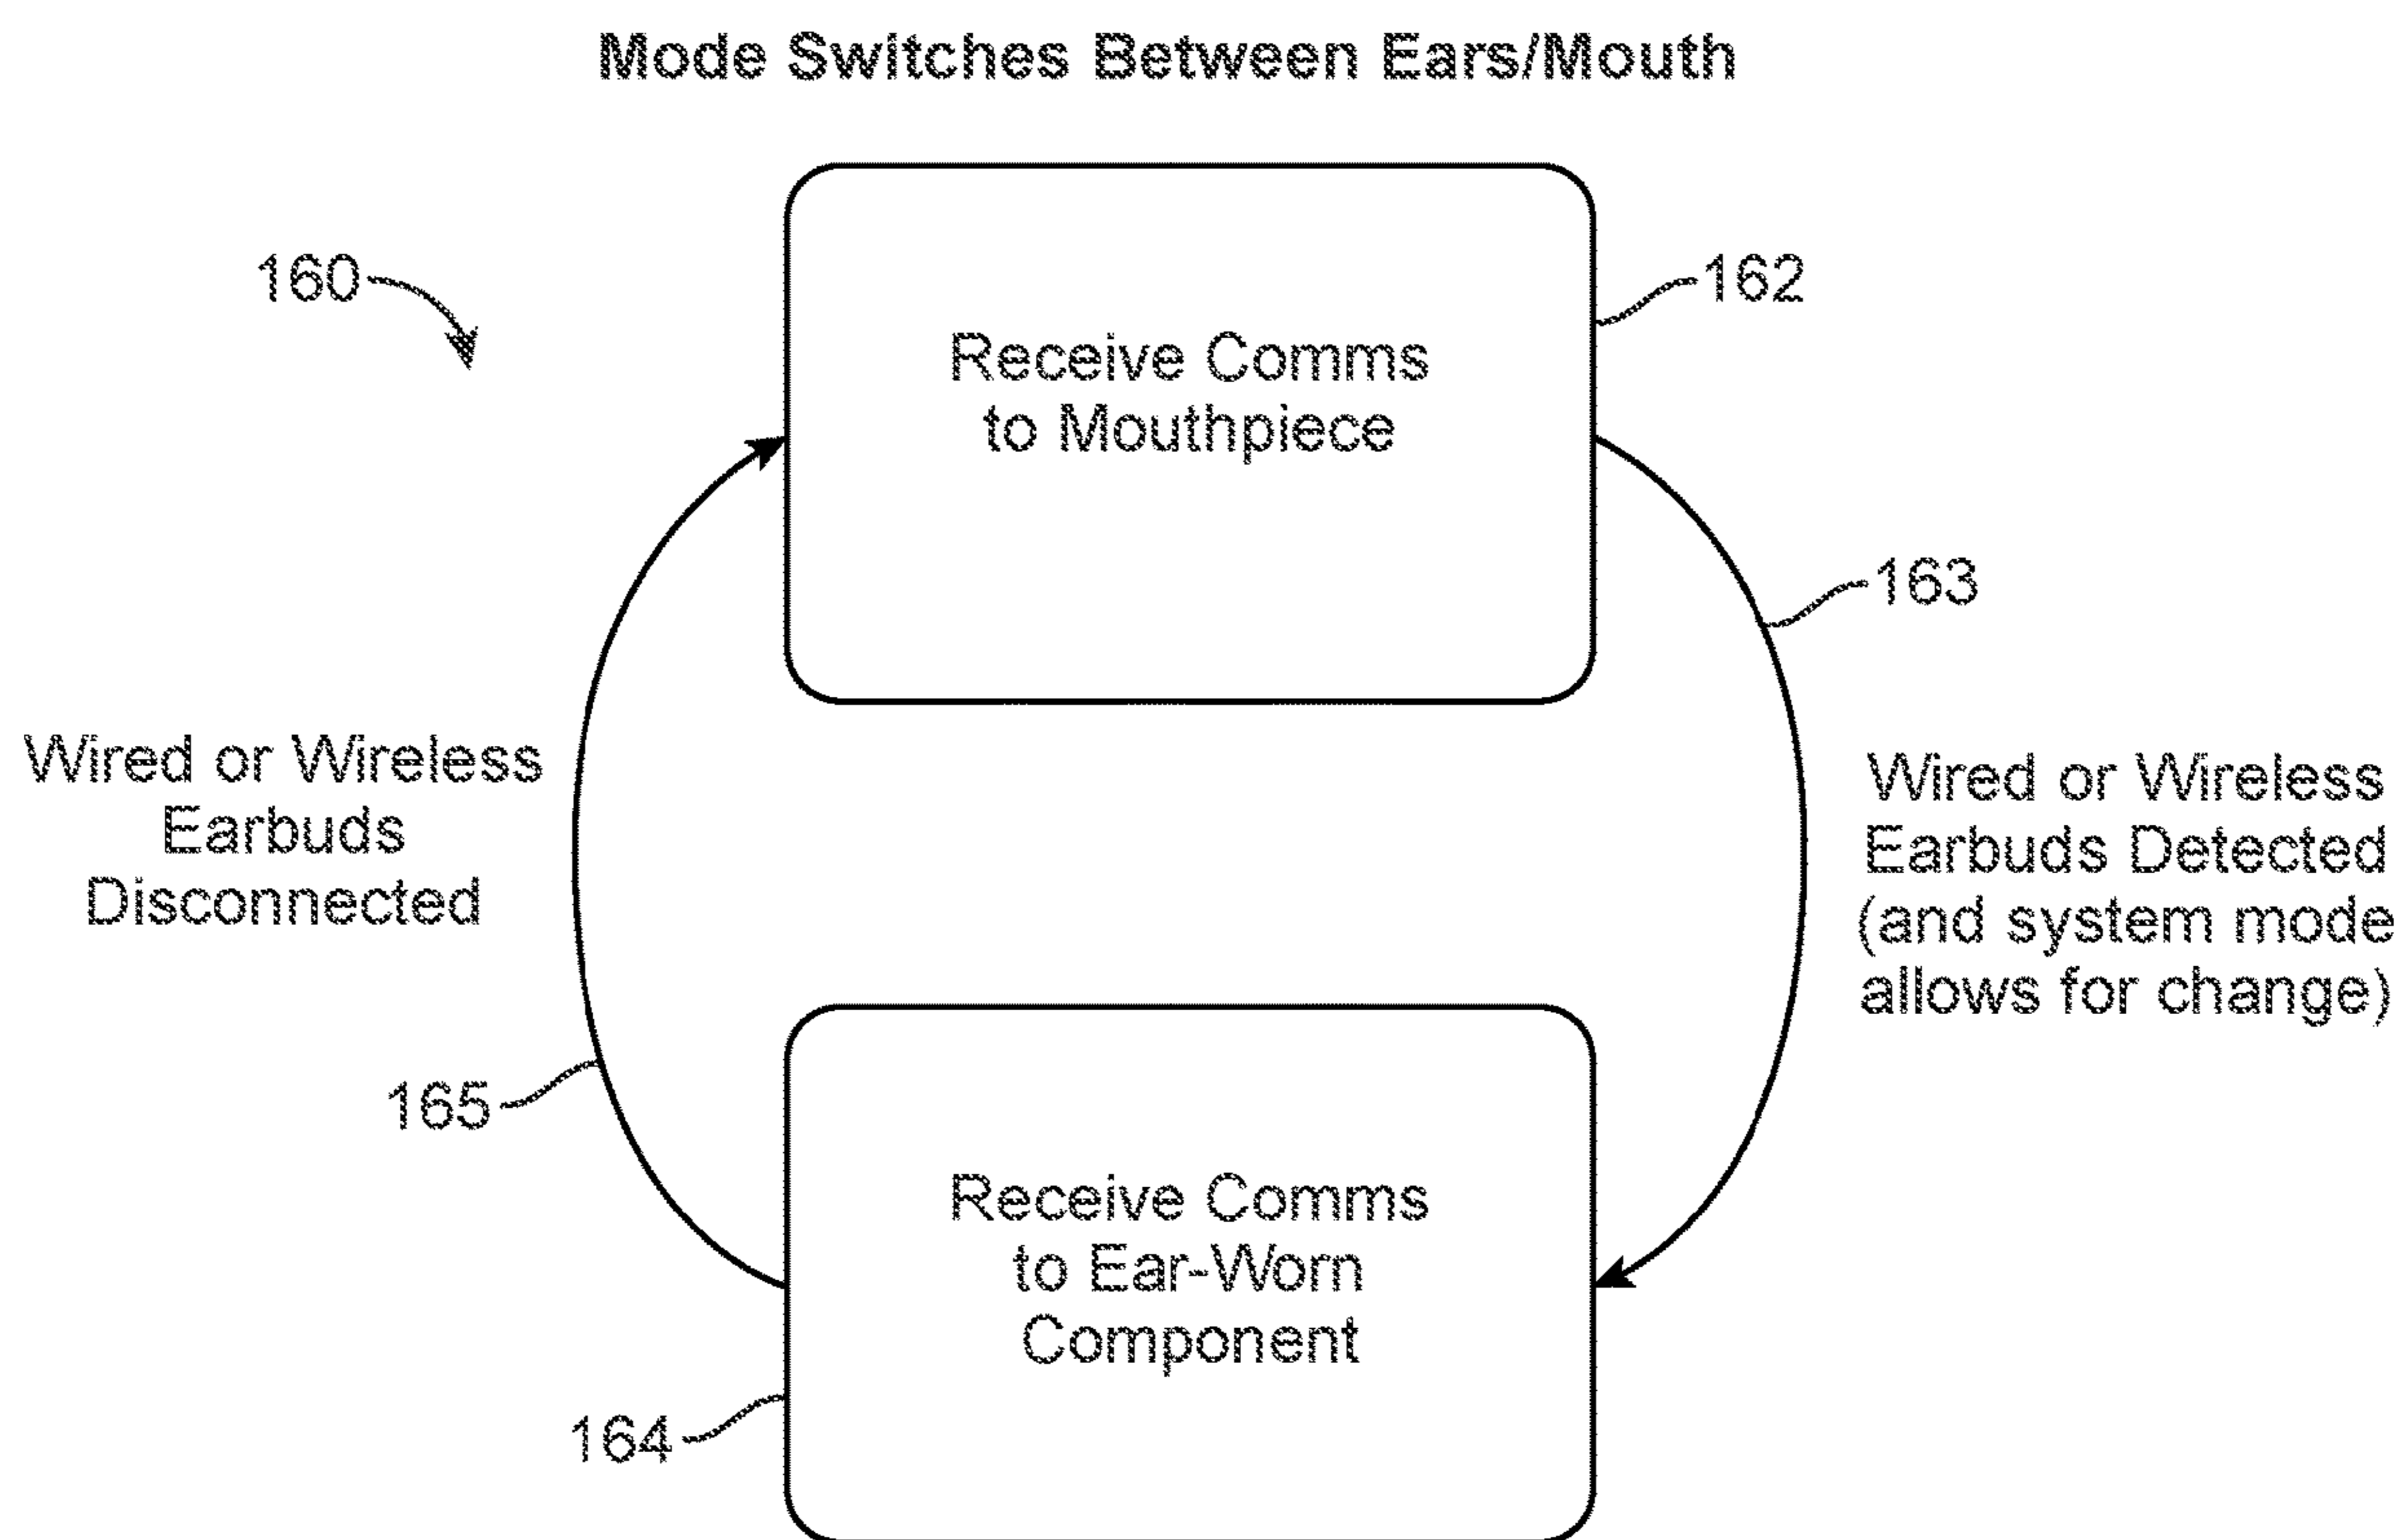 Mode Switches Between Ears/Mouth
160
162
Receive Comms
to Mouthpiece
163
Wired or Wireless
Earbuds
Disconnected
Wired or Wireless
Earbuds Detected
(and system mode
allows for change)
165
Receive Comms
to Ear-Worn
Component
164